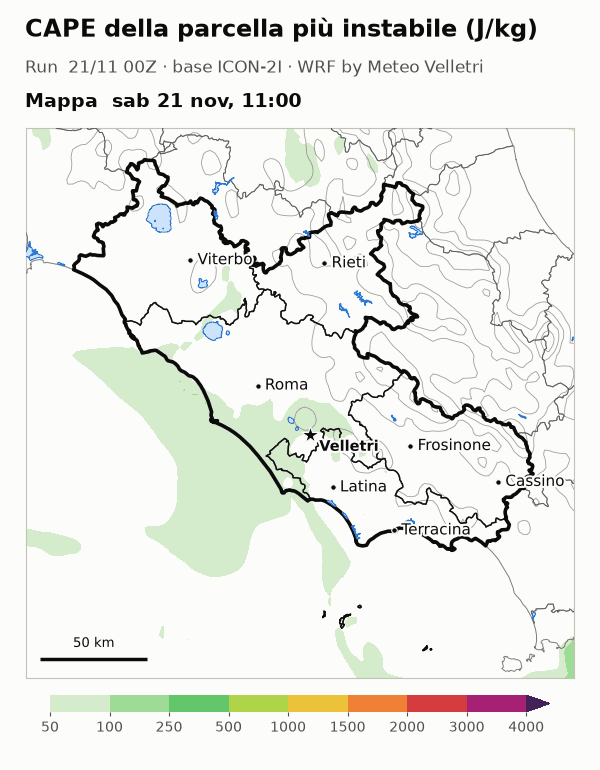 CAPE della parcella più instabile (J/kg)
Run  21/11 00Z · base ICON-2I · WRF by Meteo Velletri
Mappa  sab 21 nov, 11:00
Viterbo
Rieti
Roma
Velletri
Frosinone
Cassino
Latina
Terracina
50 km
50 100 250 500 1000 1500 2000 3000 4000